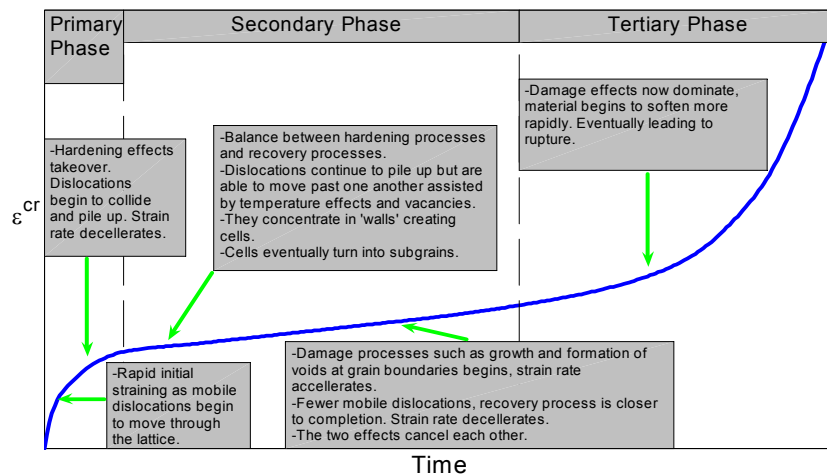 Primary
Phase
Secondary Phase
Tertiary Phase
-Damage effects now dominate,
material begins to soften more
rapidly. Eventually leading to
rupture.
-Hardening effects
takeover.
Dislocations
begin to collide
and pile up. Strain
rate decellerates.
-Balance between hardening processes
and recovery processes.
-Dislocations continue to pile up but are
able to move past one another assisted
by temperature effects and vacancies.
-They concentrate in 'walls' creating
cells.
-Cells eventually turn into subgrains.
εcr
-Rapid initial
straining as mobile
dislocations begin
to move through
the lattice.
-Damage processes such as growth and formation of
voids at grain boundaries begins, strain rate
accellerates.
-Fewer mobile dislocations, recovery process is closer
to completion. Strain rate decellerates.
-The two effects cancel each other.
Time